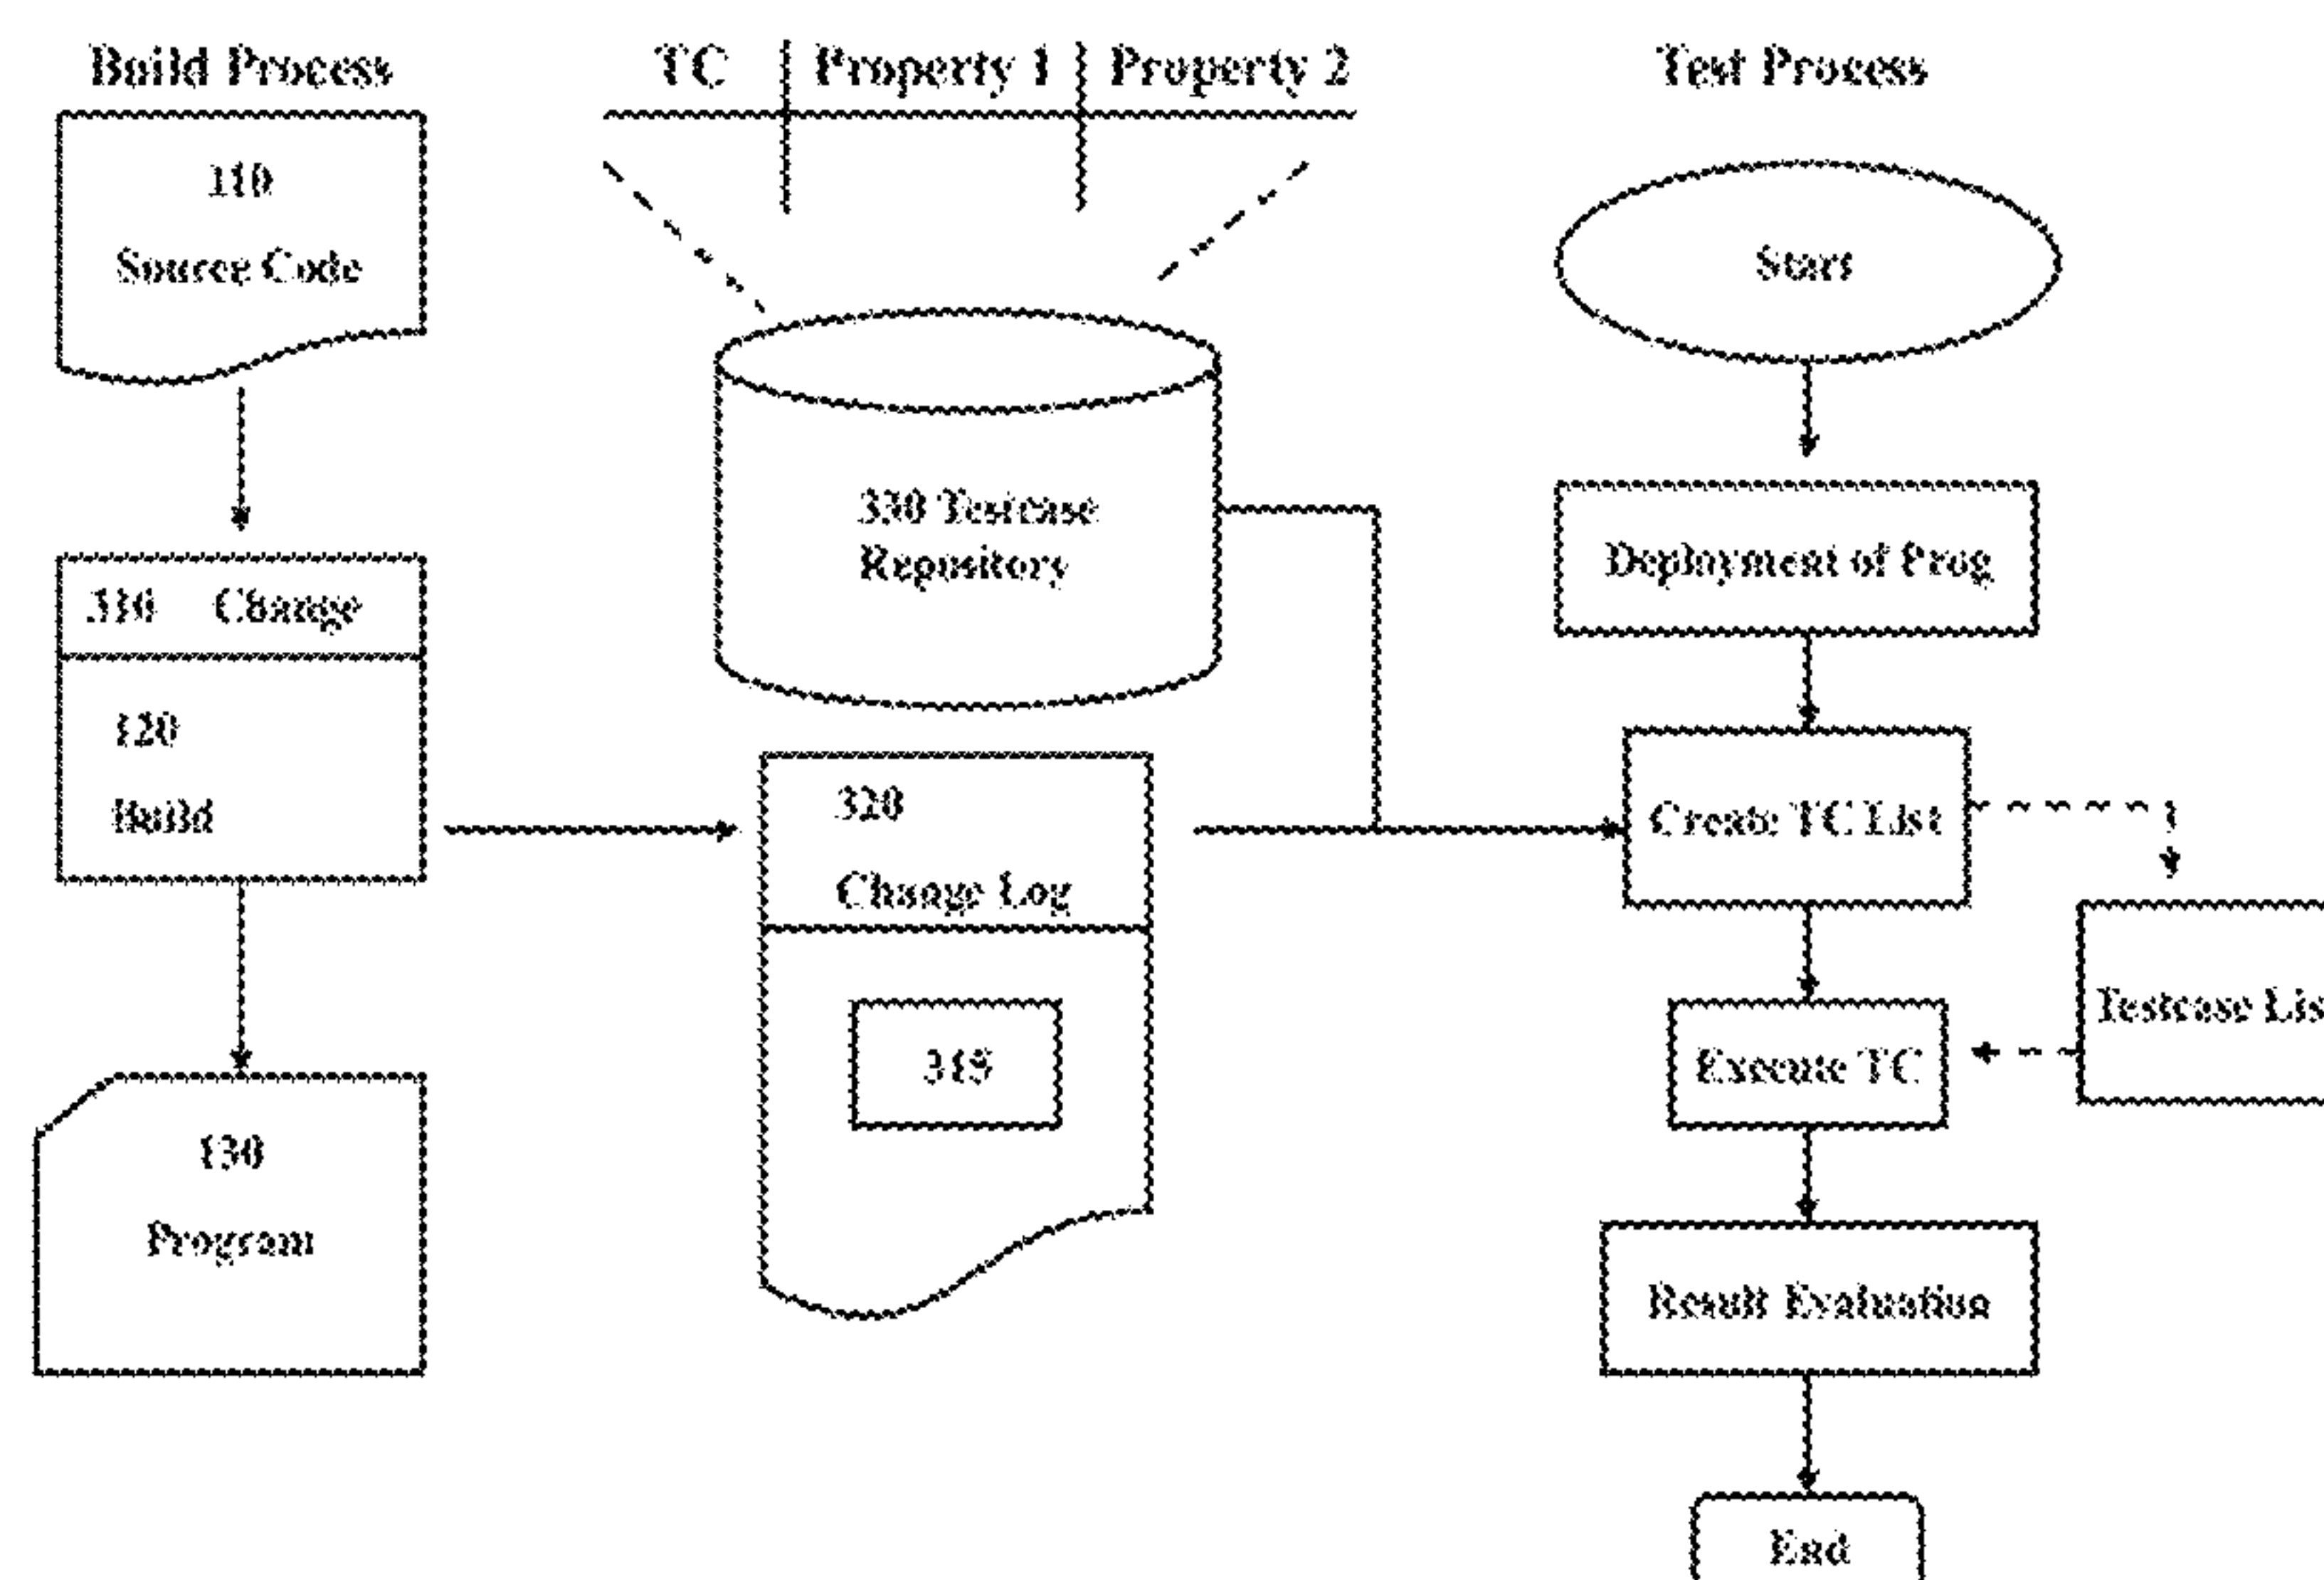 Build Process
110
Source Code
310 Change
120
Build
130
Program
TC Property 1 Property 2
330 Testcase
Repository
320
Change Log
315
Test Process
Start
Deployment of Prog
Create TC List
Testcase Lis
Execute TC
Result Evaluation
End